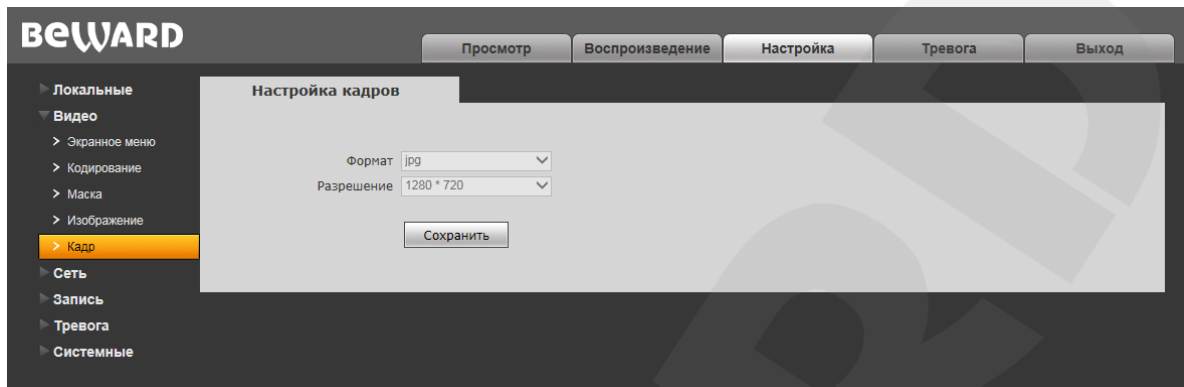 BEWARD
Просмотр Воспроизведение Настройка Тревога Выход
Локальные
Видео
> Экранное меню
> Кодирование
> Маска
> Изображение
> Кадр
Сеть
Запись
Тревога
Системные
Настройка кадров
Формат jpg
Разрешение 1280 * 720
Сохранить